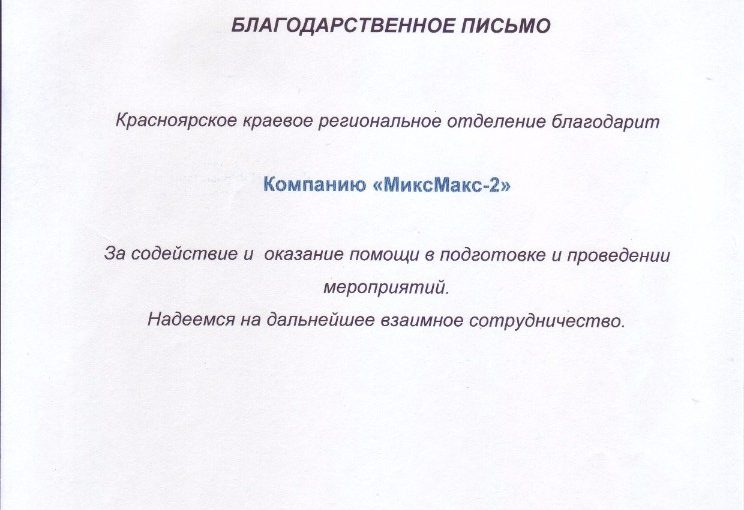 БЛАГОДАРСТВЕННОЕ ПИСЬМО
Красноярское краевое региональное отделение благодарит
Компанию «МиксМакс-2»
За содействие и оказание помощи в подготовке и проведении
мероприятий.
Надеемся на дальнейшее взаимное сотрудничество.